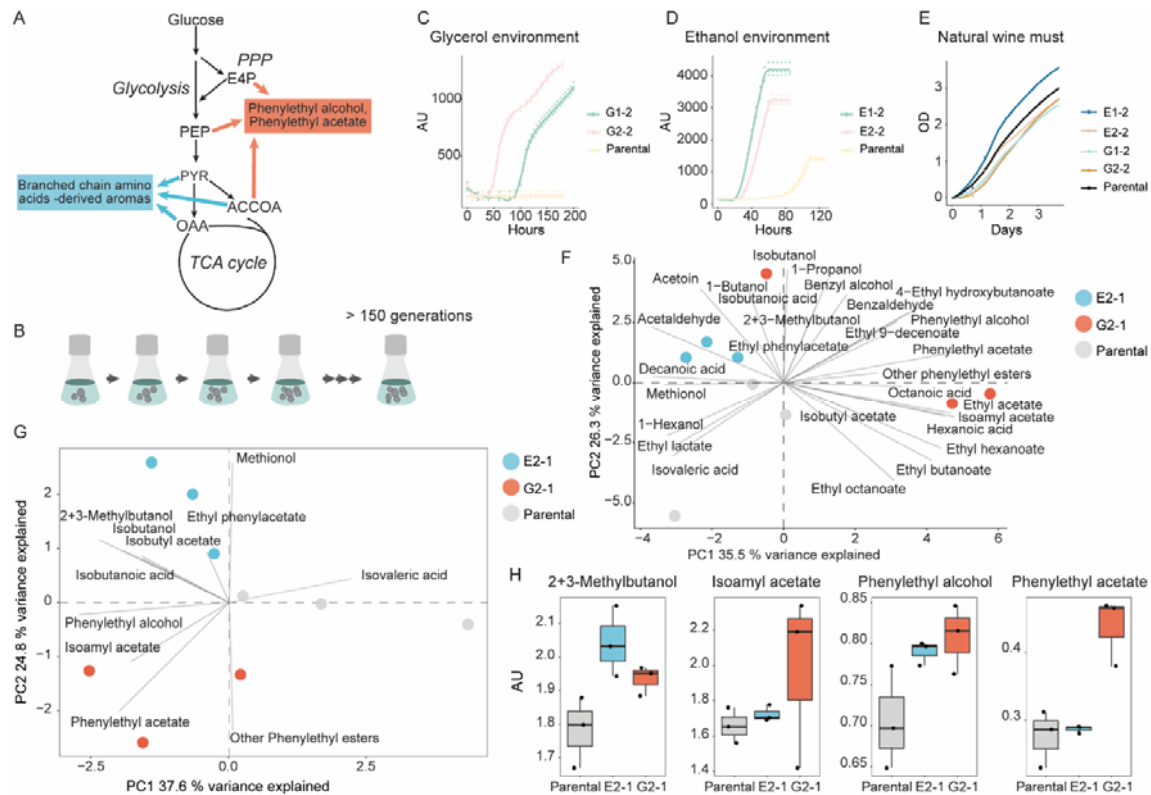 A
Glucose
PPP
E4P
Glycolysis
Phenylethyl alcohol,
Phenylethyl acetate
PEP
PYR
Branched chain amino
acids -derived aromas
ACCOA
OAA
TCA cycle
B
> 150 generations
C
Glycerol environment
AU
1000
500
0 40 80 120 160 200
Hours
G1-2
G2-2
Parental
D
Ethanol environment
AU
4000
3000
2000
1000
0
0 40 80 120
Hours
E1-2
E2-2
Parental
E
Natural wine must
OD
3
2
1
0
0 1 2 3
Days
E1-2
E2-2
G1-2
G2-2
Parental
F
PC2 26.3 % variance explained
5.0
2.5
0.0
−2.5
−5.0
Isobutanol
1−Propanol
Acetoin
1−Butanol
Benzyl alcohol
Isobutanoic acid
4−Ethyl hydroxybutanoate
Benzaldehyde
Acetaldehyde
2+3−Methylbutanol
Phenylethyl alcohol
Ethyl 9−decenoate
Ethyl phenylacetate
Phenylethyl acetate
Decanoic acid
Other phenylethyl esters
Methionol
Octanoic acid
Ethyl acetate
Isobutyl acetate
Isoamyl acetate
1−Hexanol
Hexanoic acid
Ethyl lactate
Ethyl hexanoate
Isovaleric acid
Ethyl butanoate
Ethyl octanoate
−4 −2 0 2 4 6
PC1 35.5 % variance explained
E2-1
G2-1
Parental
G
PC2 24.8 % variance explained
2
1
0
−1
−2
Methionol
2+3−Methylbutanol
Ethyl phenylacetate
Isobutanol
Isobutyl acetate
Isobutanoic acid
Isovaleric acid
Phenylethyl alcohol
Isoamyl acetate
Phenylethyl acetate
Other Phenylethyl esters
−2.5 0.0 2.5
PC1 37.6 % variance explained
E2-1
G2-1
Parental
H
2+3-Methylbutanol
AU
2.1
2.0
1.9
1.8
1.7
Parental E2-1 G2-1
Isoamyl acetate
2.2
2.0
1.8
1.6
1.4
Parental E2-1 G2-1
Phenylethyl alcohol
0.85
0.80
0.75
0.70
0.65
Parental E2-1 G2-1
Phenylethyl acetate
0.4
0.3
Parental E2-1 G2-1